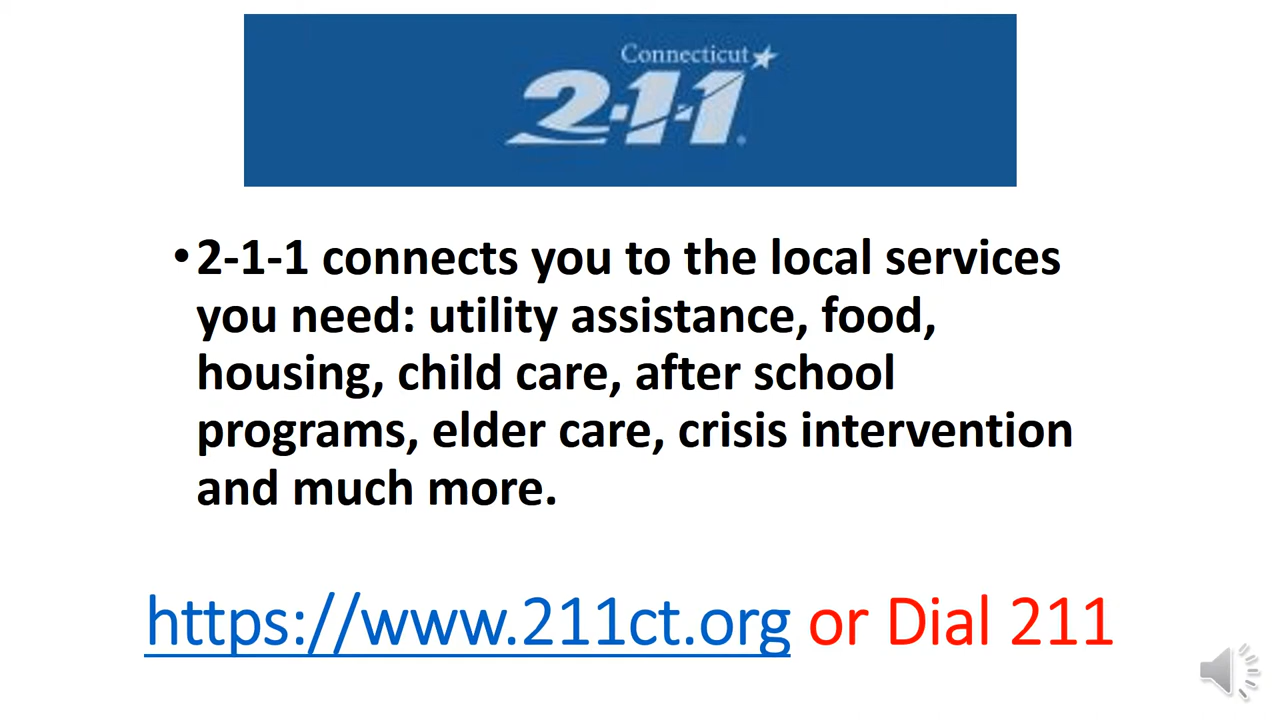 Connecticut
2-1-1
• 2-1-1 connects you to the local services
you need: utility assistance, food,
housing, child care, after school
programs, elder care, crisis intervention
and much more.
https://www.211ct.org or Dial 211